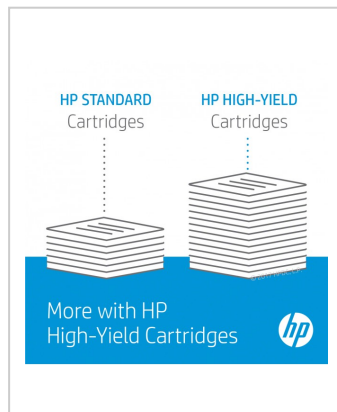 HP STANDARD
Cartridges
HP HIGH-YIELD
Cartridges
More with HP
High-Yield Cartridges
hp